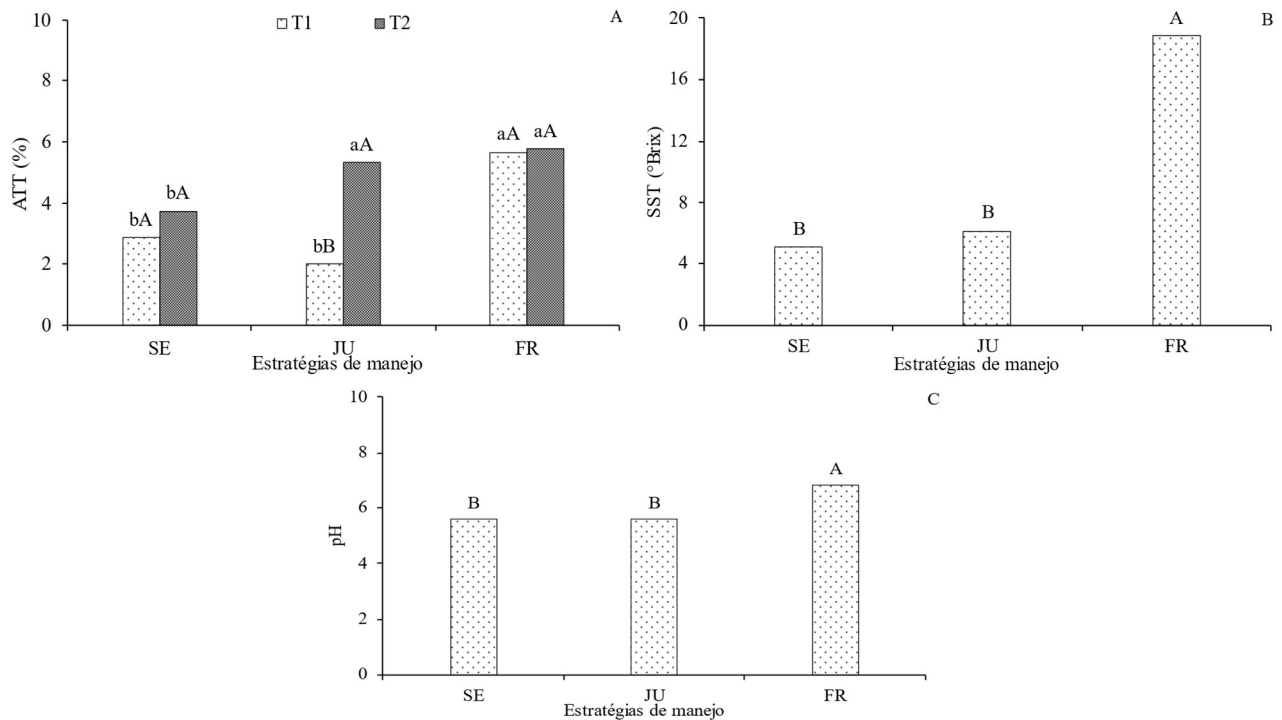 A
T1 T2
ATT (%)
10
8
6
4
2
0
bA bA bB aA aA aA
SE JU FR
Estratégias de manejo
B
SST (°Brix)
20
16
12
8
4
0
B B A
SE JU FR
Estratégias de manejo
C
pH
10
8
6
4
2
0
B B A
SE JU FR
Estratégias de manejo